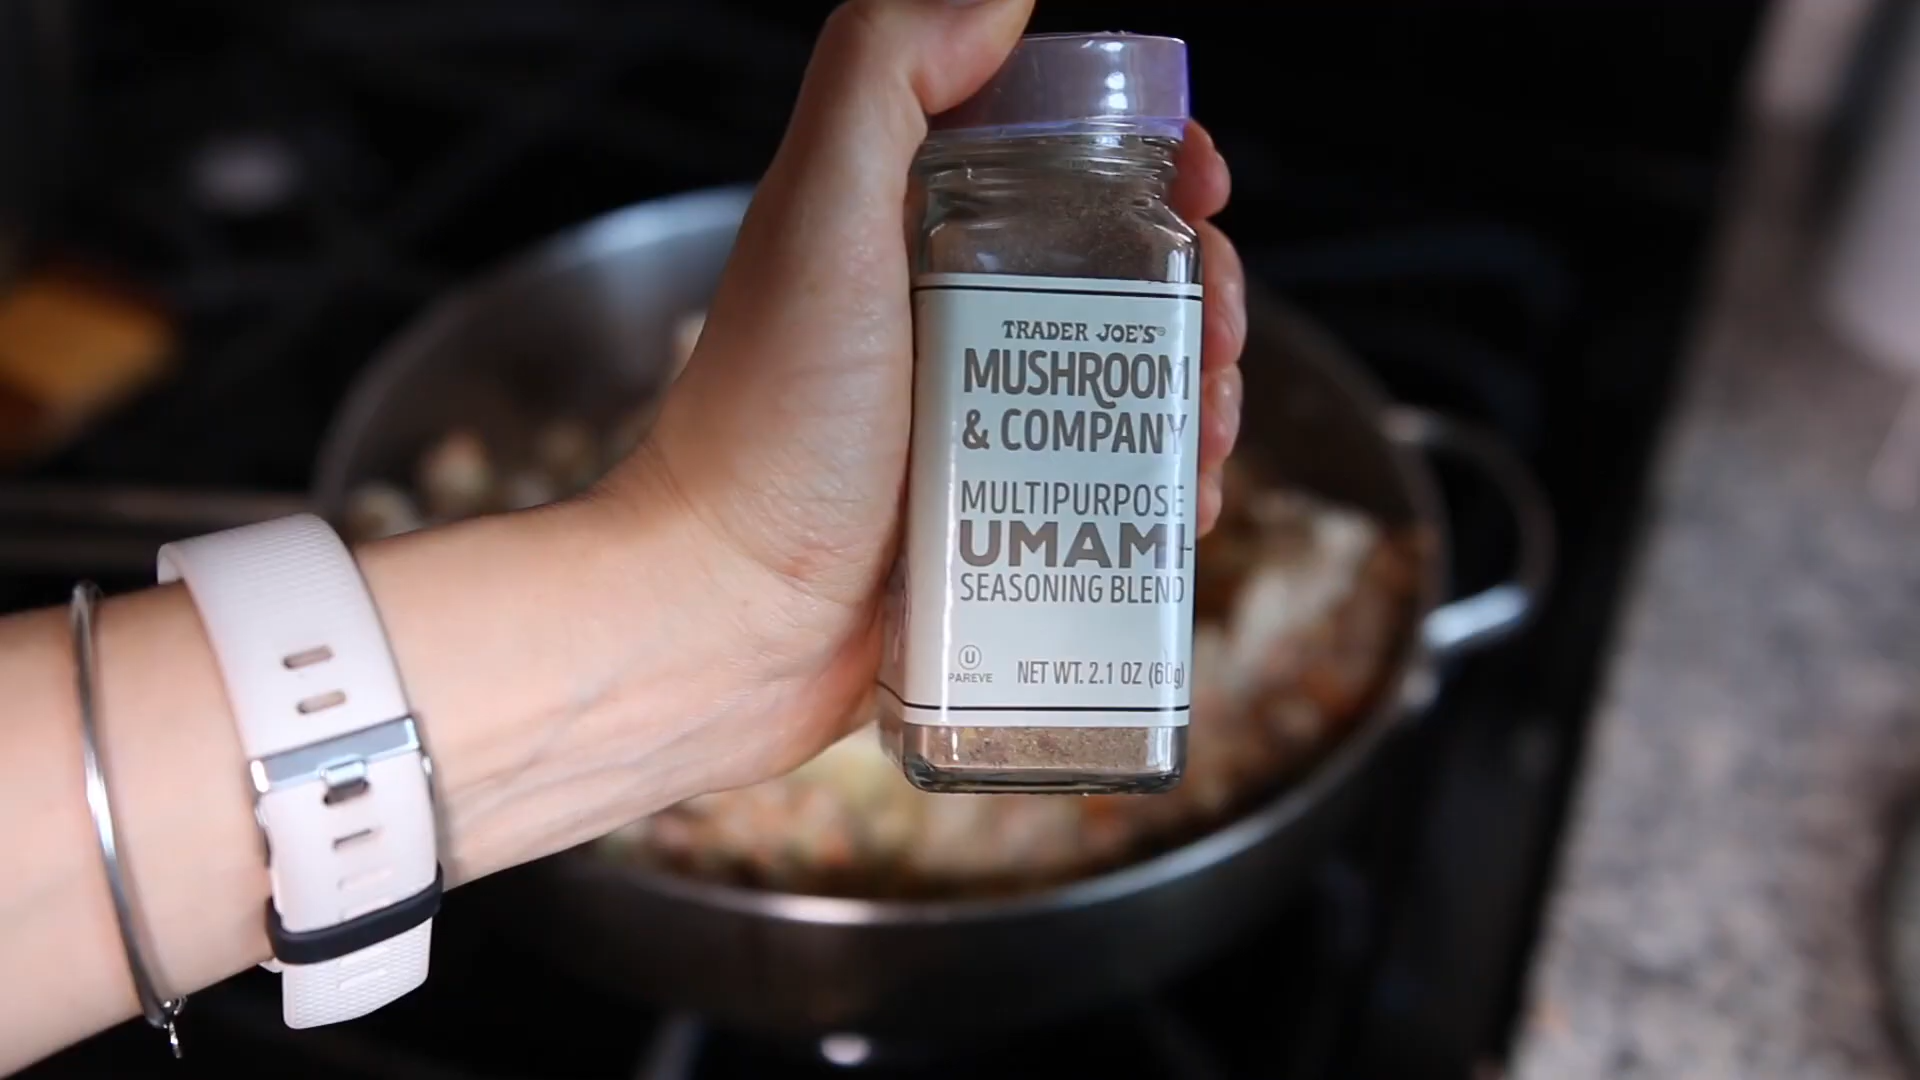 TRADER JOE'S®
MUSHROOM
& COMPANY
MULTIPURPOSE
UMAMI
SEASONING BLEND
U
PAREVE
NET WT. 2.1 OZ (60g)